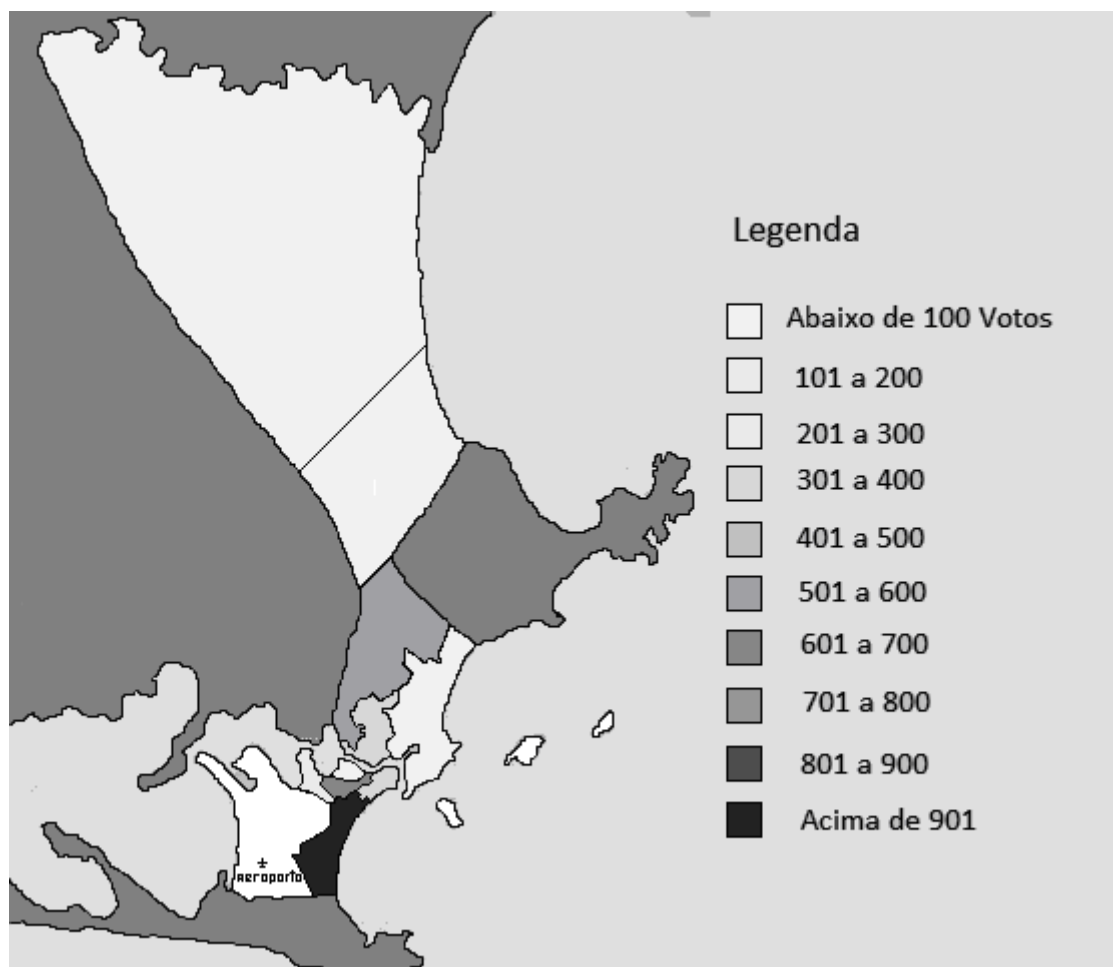 Legenda
Abaixo de 100 Votos
101 a 200
201 a 300
301 a 400
401 a 500
501 a 600
601 a 700
701 a 800
801 a 900
Acima de 901
Aeroporto